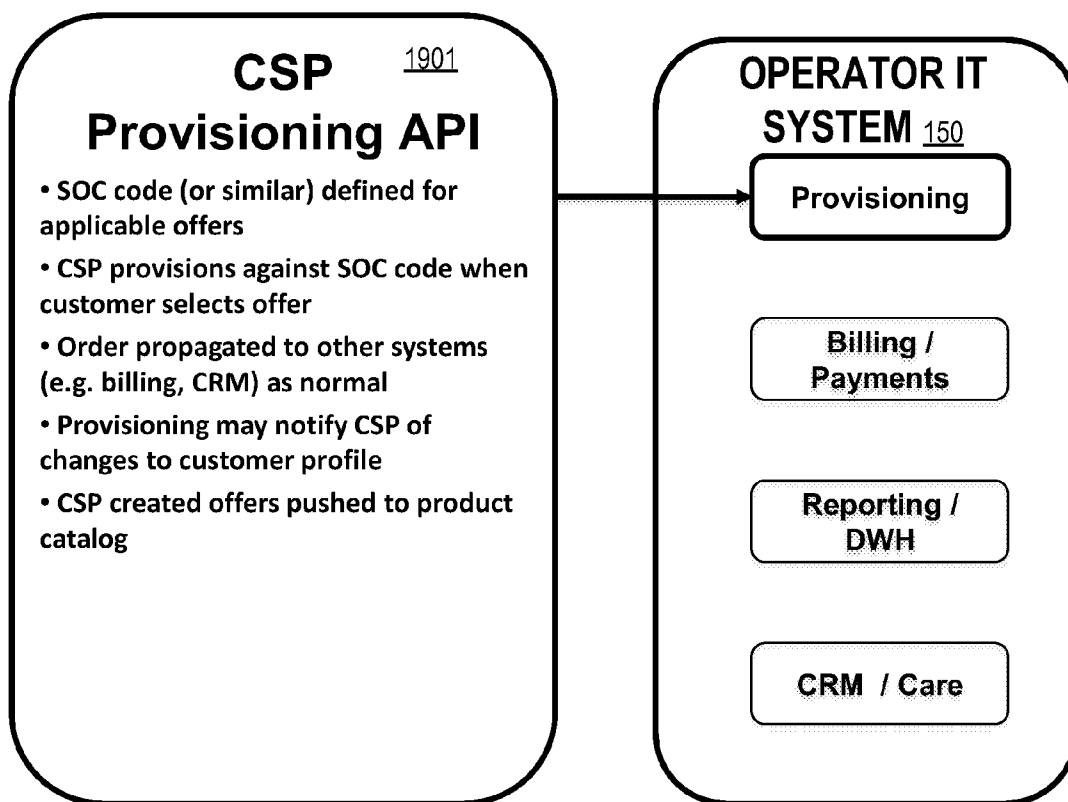 CSP 1901
Provisioning API
• SOC code (or similar) defined for
applicable offers
• CSP provisions against SOC code when
customer selects offer
• Order propagated to other systems
(e.g. billing, CRM) as normal
• Provisioning may notify CSP of
changes to customer profile
• CSP created offers pushed to product
catalog
OPERATOR IT
SYSTEM 150
Provisioning
Billing /
Payments
Reporting /
DWH
CRM / Care